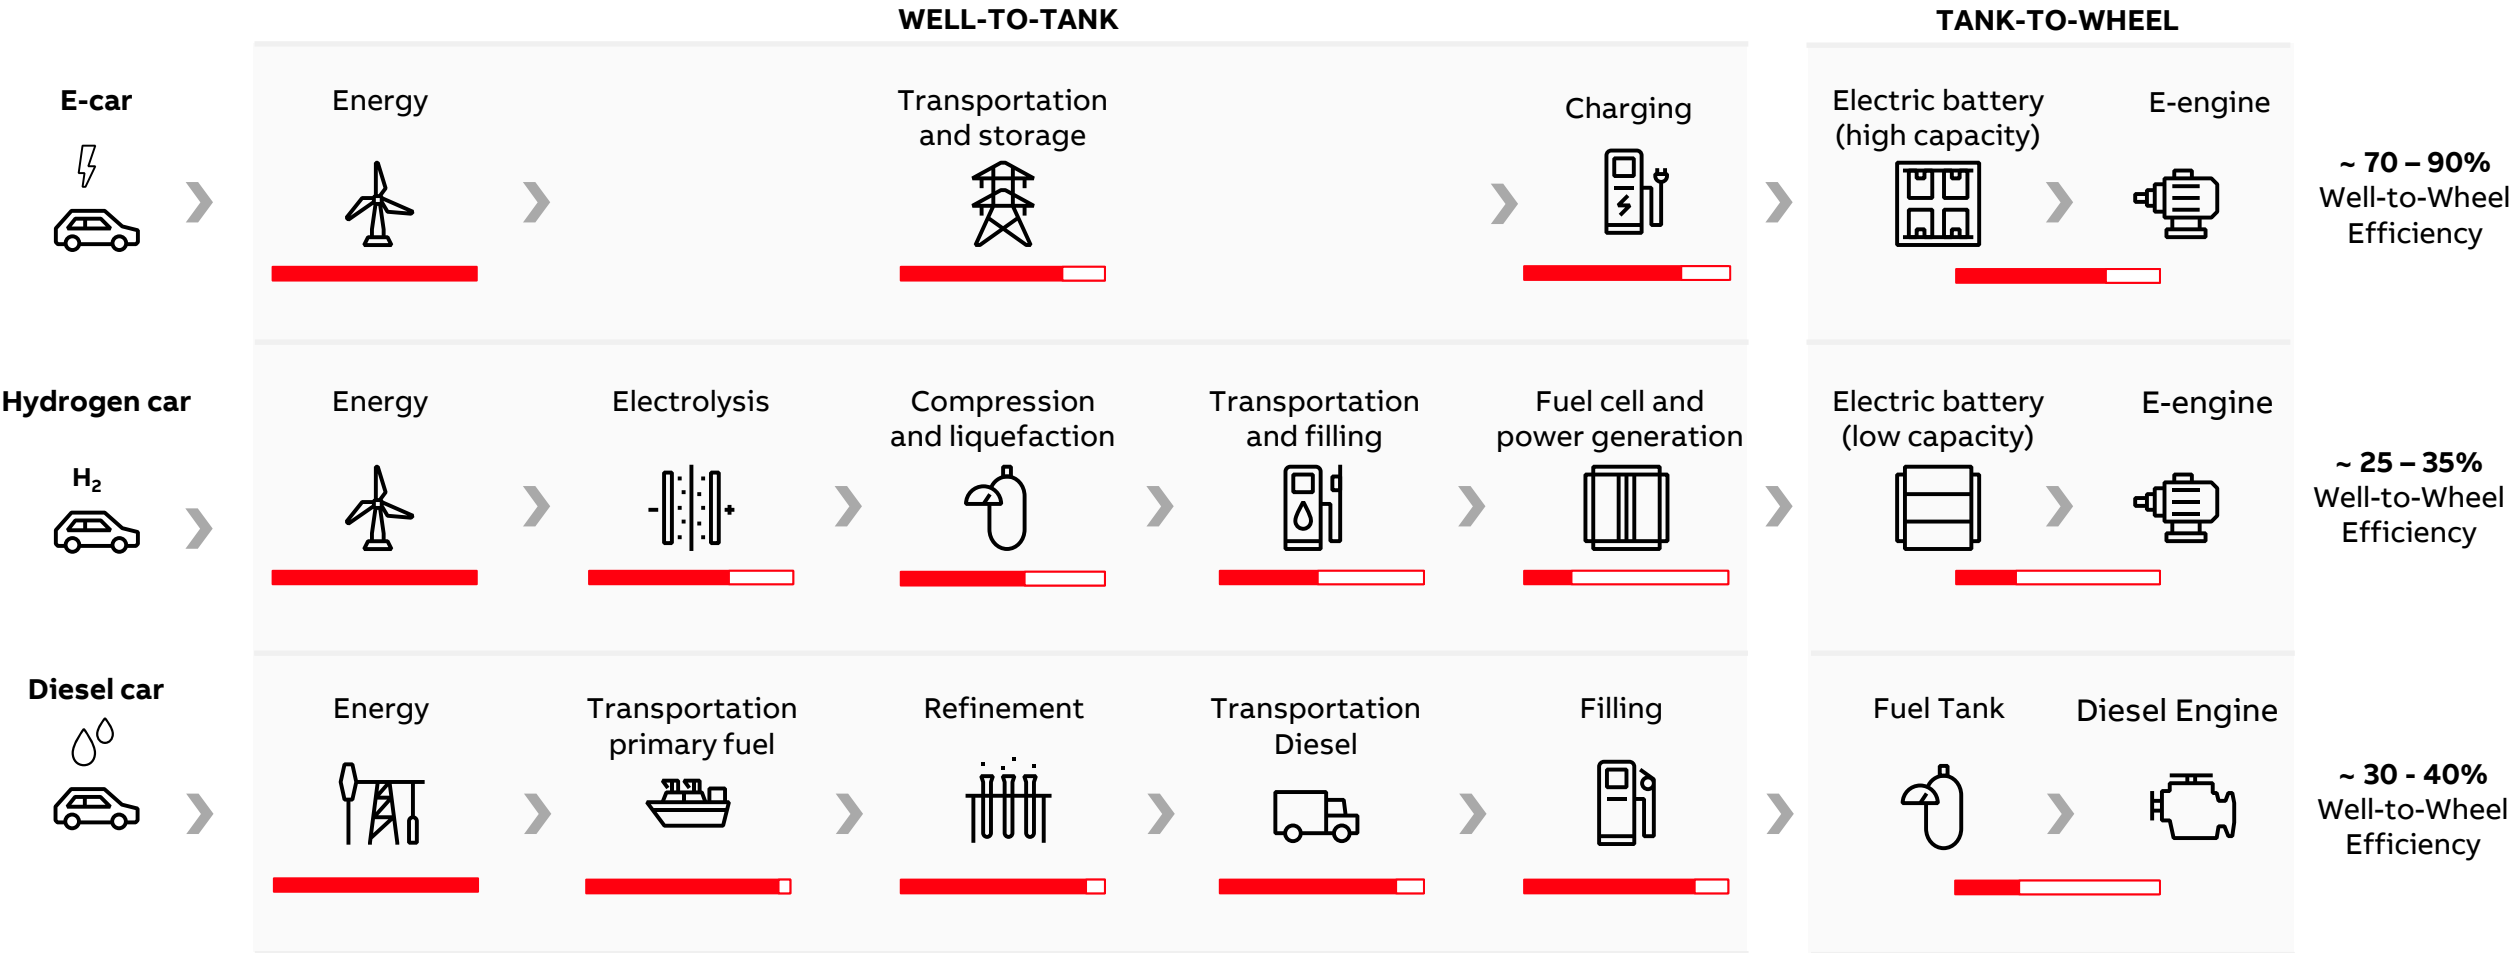 WELL-TO-TANK
TANK-TO-WHEEL
E-car
Energy
Transportation
and storage
Charging
Electric battery
(high capacity)
E-engine
~ 70 – 90%
Well-to-Wheel
Efficiency
Hydrogen car
H₂
Energy
Electrolysis
Compression
and liquefaction
Transportation
and filling
Fuel cell and
power generation
Electric battery
(low capacity)
E-engine
~ 25 – 35%
Well-to-Wheel
Efficiency
Diesel car
Energy
Transportation
primary fuel
Refinement
Transportation
Diesel
Filling
Fuel Tank
Diesel Engine
~ 30 - 40%
Well-to-Wheel
Efficiency